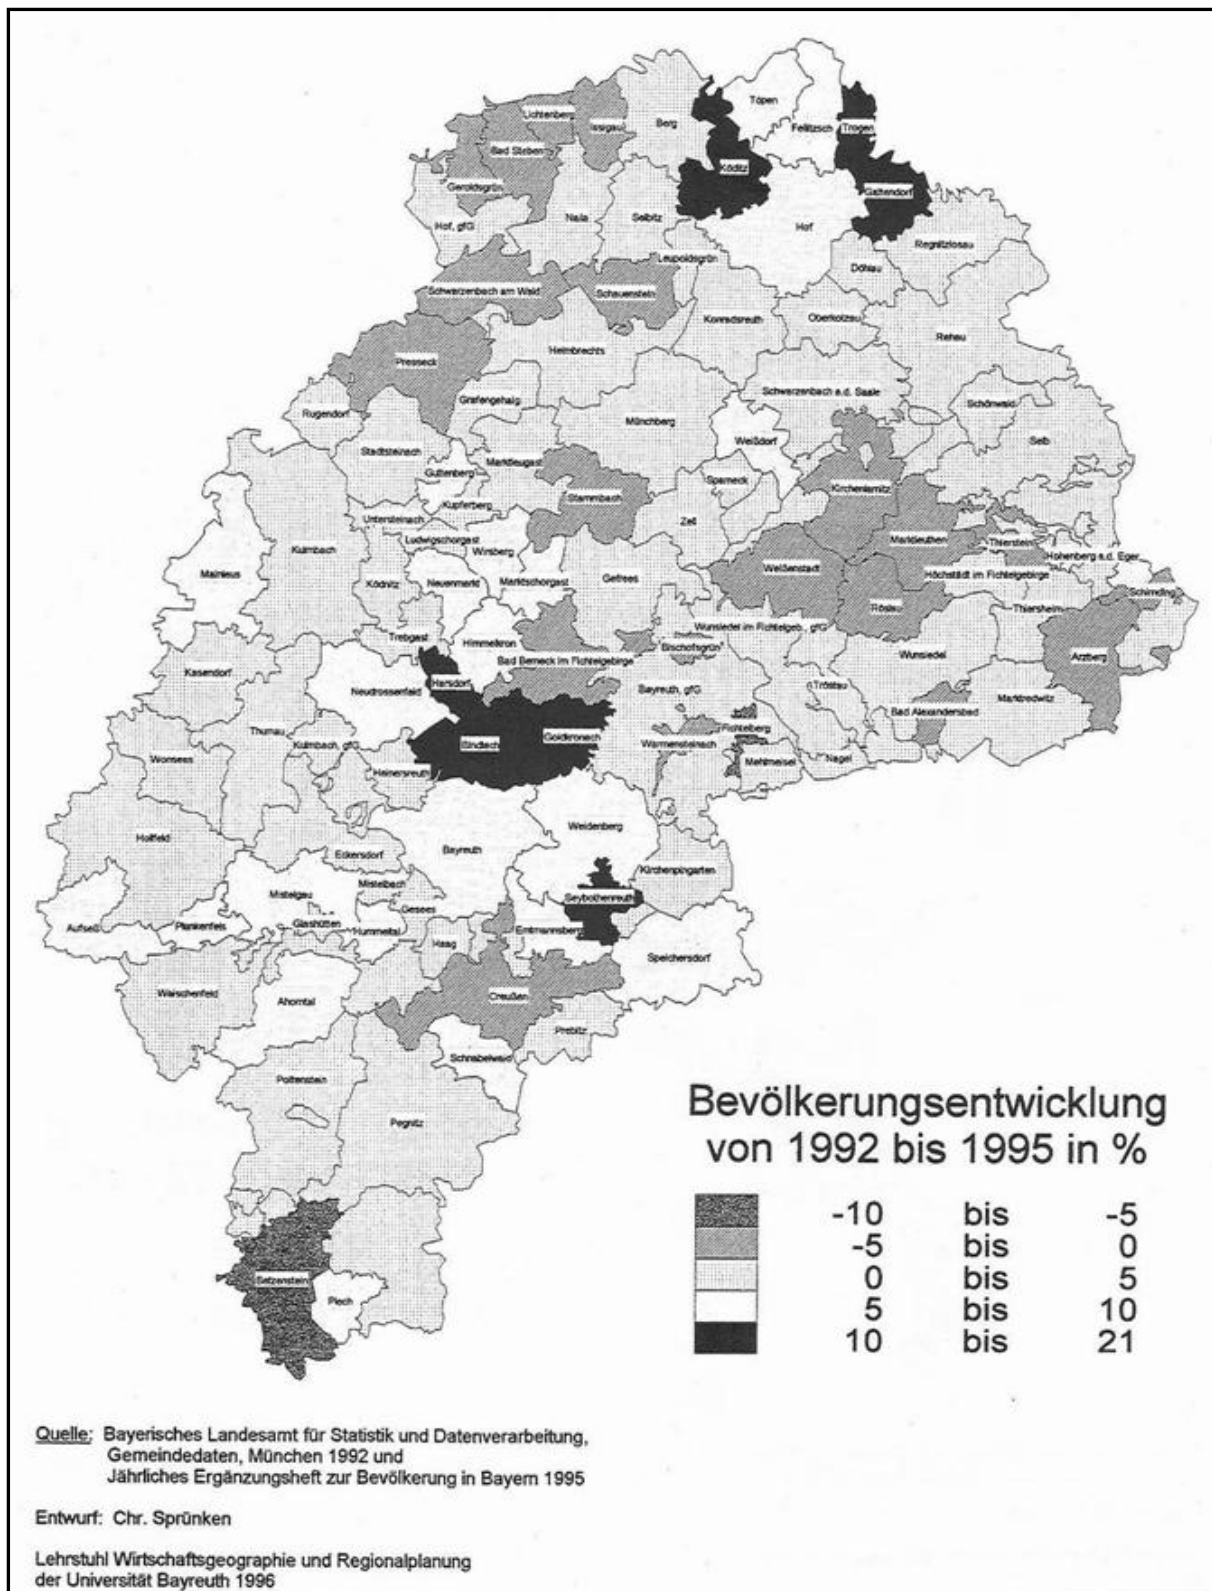 Töpen
Lichtenberg
Issigau
Berg
Feilitzsch
Trogen
Bad Steben
Köditz
Geroldsgrün
Gattendorf
Hof, gfG
Naila
Selbitz
Hof
Regnitzlosau
Leupoldsgrün
Döhlau
Schwarzenbach am Wald
Schauenstein
Konradsreuth
Oberkotzau
Rehau
Helmbrechts
Presseck
Schwarzenbach a.d. Saale
Grafengehaig
Schönwald
Rugendorf
Münchberg
Weißdorf
Selb
Stadtsteinach
Marktleugast
Guttenberg
Sparneck
Kirchenlamitz
Stammbach
Kupferberg
Untersteinach
Zell
Ludwigschorgast
Marktleuthen
Thierstein
Kulmbach
Wirsberg
Hohenberg a.d. Eger
Weißenstadt
Mainleus
Ködnitz
Neuenmarkt
Marktschorgast
Gefrees
Höchstädt im Fichtelgebirge
Schirnding
Röslau
Thiersheim
Wunsiedel im Fichtelgeb., gfG
Trebgast
Himmelkron
Bischofsgrün
Wunsiedel
Arzberg
Bad Berneck im Fichtelgebirge
Kasendorf
Harsdorf
Neudrossenfeld
Bayreuth, gfG
Tröstau
Marktredwitz
Bad Alexandersbad
Thurnau
Fichtelberg
Goldkronach
Bindlach
Warmensteinach
Kulmbach, gfG
Wonsees
Mehlmeisel
Nagel
Heinersreuth
Weidenberg
Hollfeld
Bayreuth
Eckersdorf
Kirchenpingarten
Mistelbach
Mistelgau
Seybothenreuth
Gesees
Aufseß
Plankenfels
Glashütten
Hummeltal
Emtmannsberg
Haag
Speichersdorf
Waischenfeld
Creußen
Ahorntal
Prebitz
Schnabelwaid
Pottenstein
Pegnitz
Betzenstein
Plech
Bevölkerungsentwicklung
von 1992 bis 1995 in %
-10 bis -5
-5 bis 0
0 bis 5
5 bis 10
10 bis 21
Quelle: Bayerisches Landesamt für Statistik und Datenverarbeitung,
Gemeindedaten, München 1992 und
Jährliches Ergänzungsheft zur Bevölkerung in Bayern 1995
Entwurf: Chr. Sprünken
Lehrstuhl Wirtschaftsgeographie und Regionalplanung
der Universität Bayreuth 1996